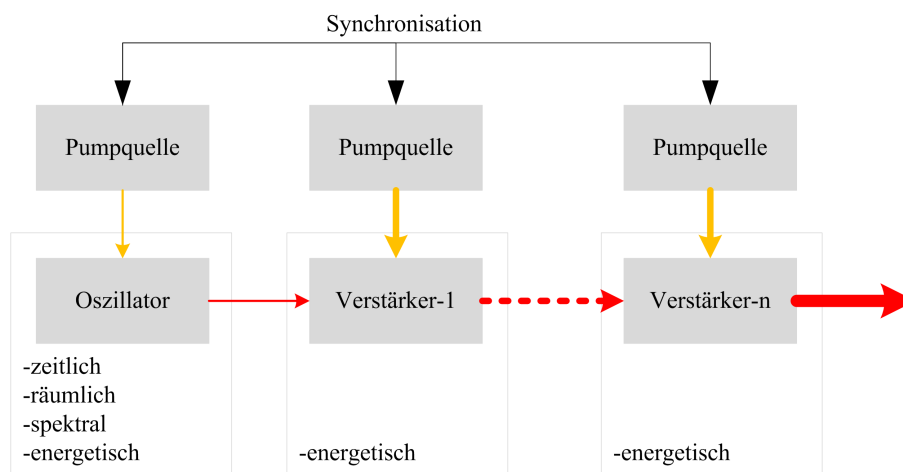 Synchronisation
Pumpquelle
Pumpquelle
Pumpquelle
Oszillator
Verstärker-1
Verstärker-n
-zeitlich
-räumlich
-spektral
-energetisch
-energetisch
-energetisch